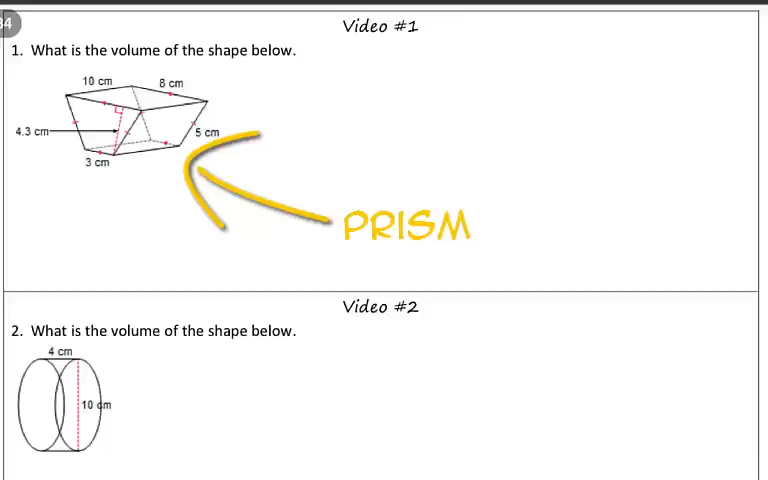 34
Video #1
1. What is the volume of the shape below.
10 cm
8 cm
4.3 cm
5 cm
3 cm
PRISM
Video #2
2. What is the volume of the shape below.
4 cm
10 cm